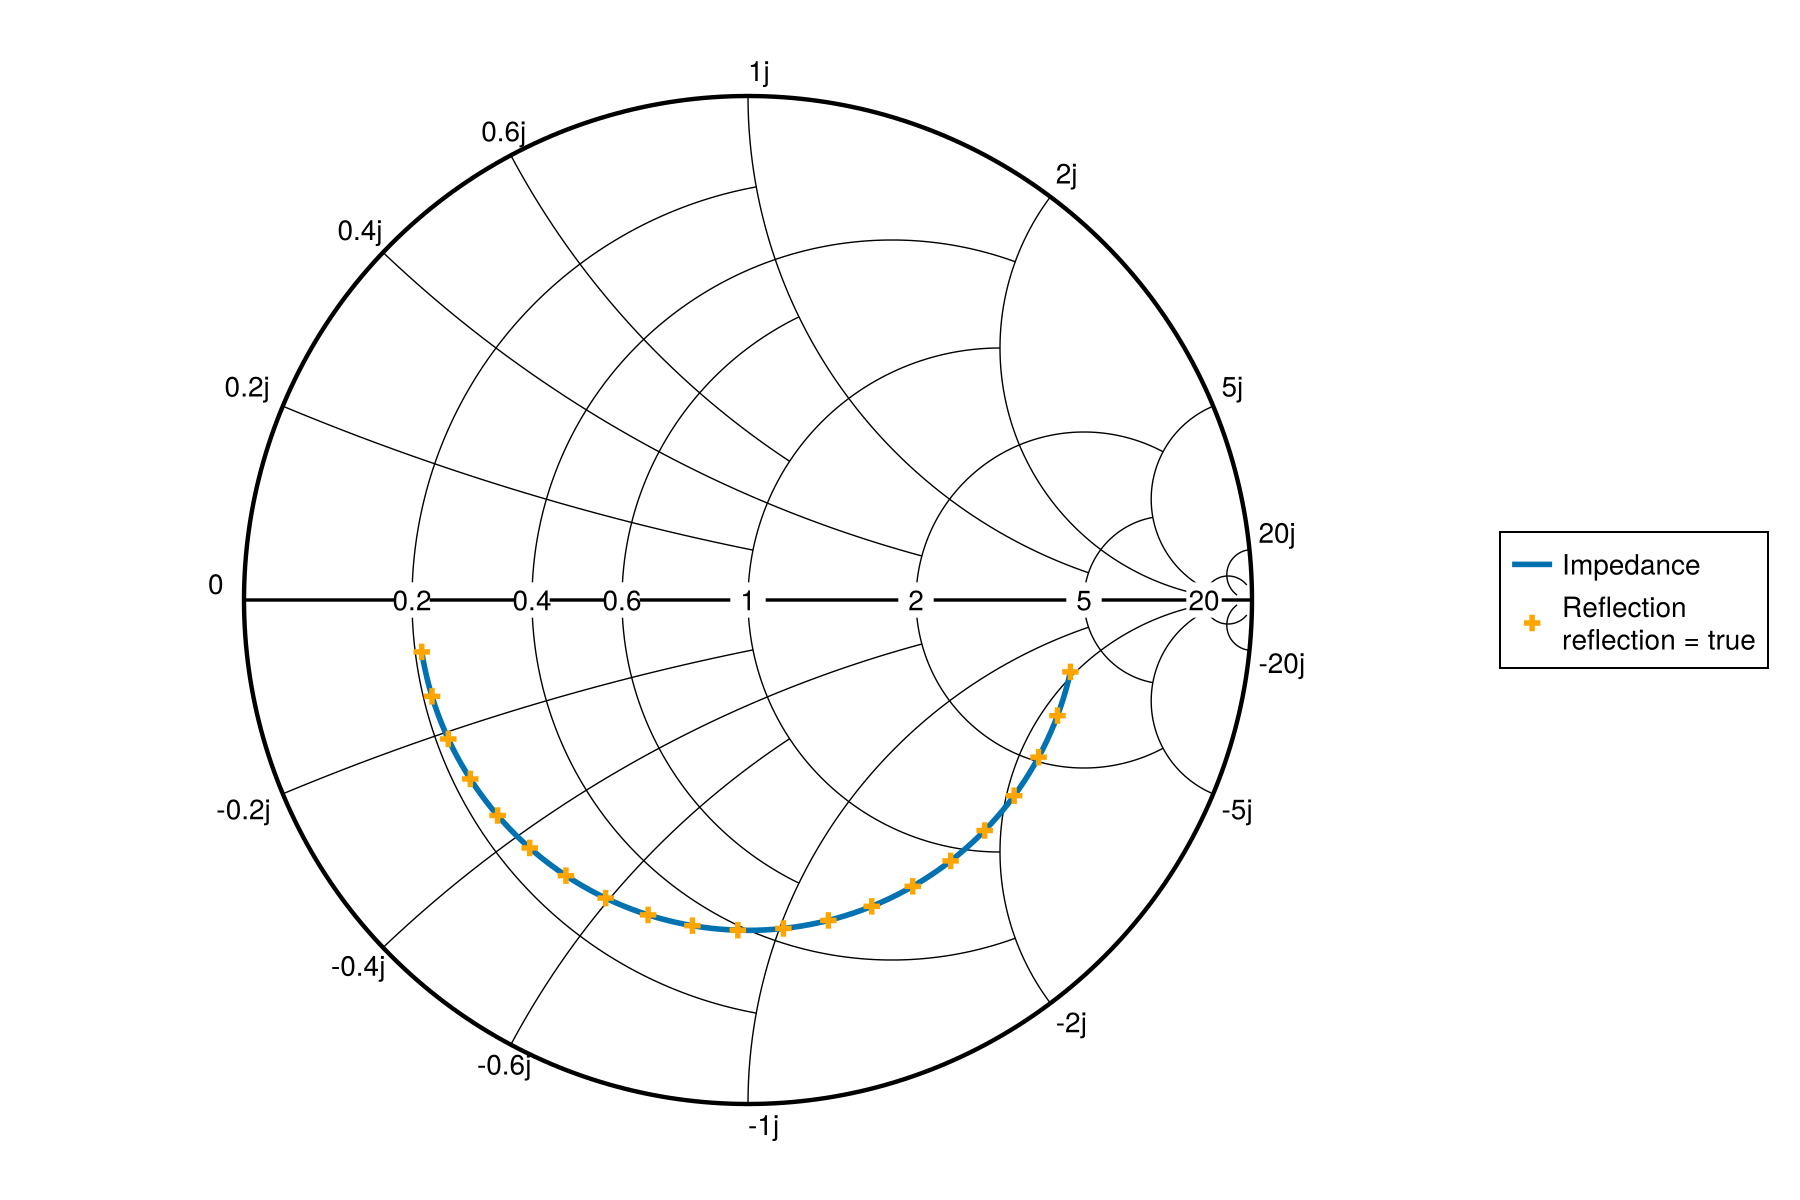 1j
0.6j
2j
0.4j
0.2j
5j
20j
0
0.2
0.4
0.6
1
2
5
20
-20j
-0.2j
-5j
-0.4j
-2j
-0.6j
-1j
Impedance
Reflection
reflection = true